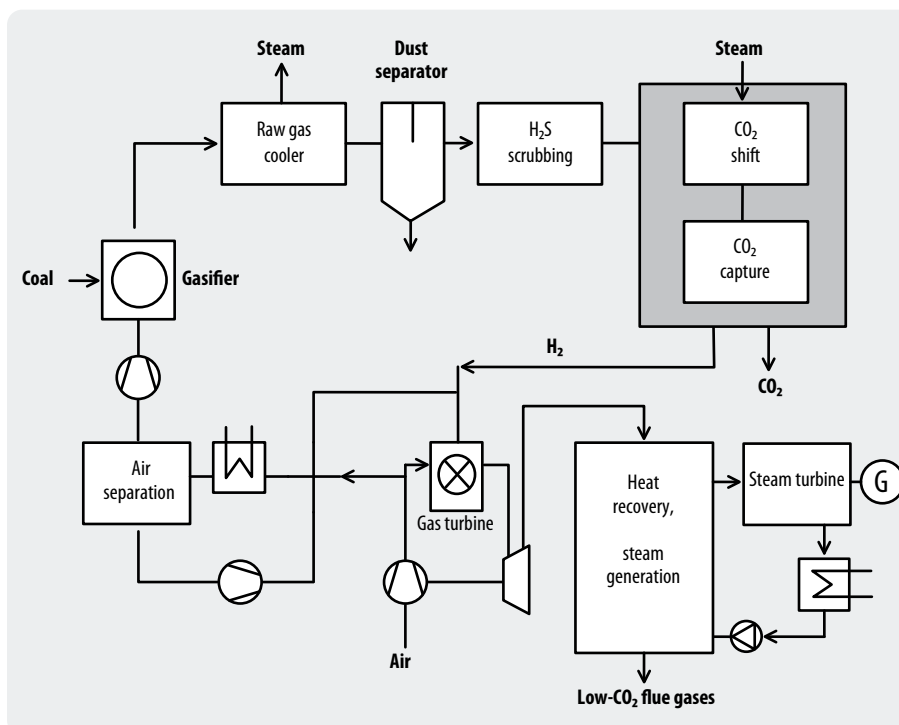 Steam
Dust
separator
Steam
Raw gas
cooler
H₂S
scrubbing
CO₂
shift
CO₂
capture
Coal
Gasifier
H₂
CO₂
Air
separation
Gas turbine
Heat
recovery,
steam
generation
Steam turbine
G
Air
Low-CO₂ flue gases